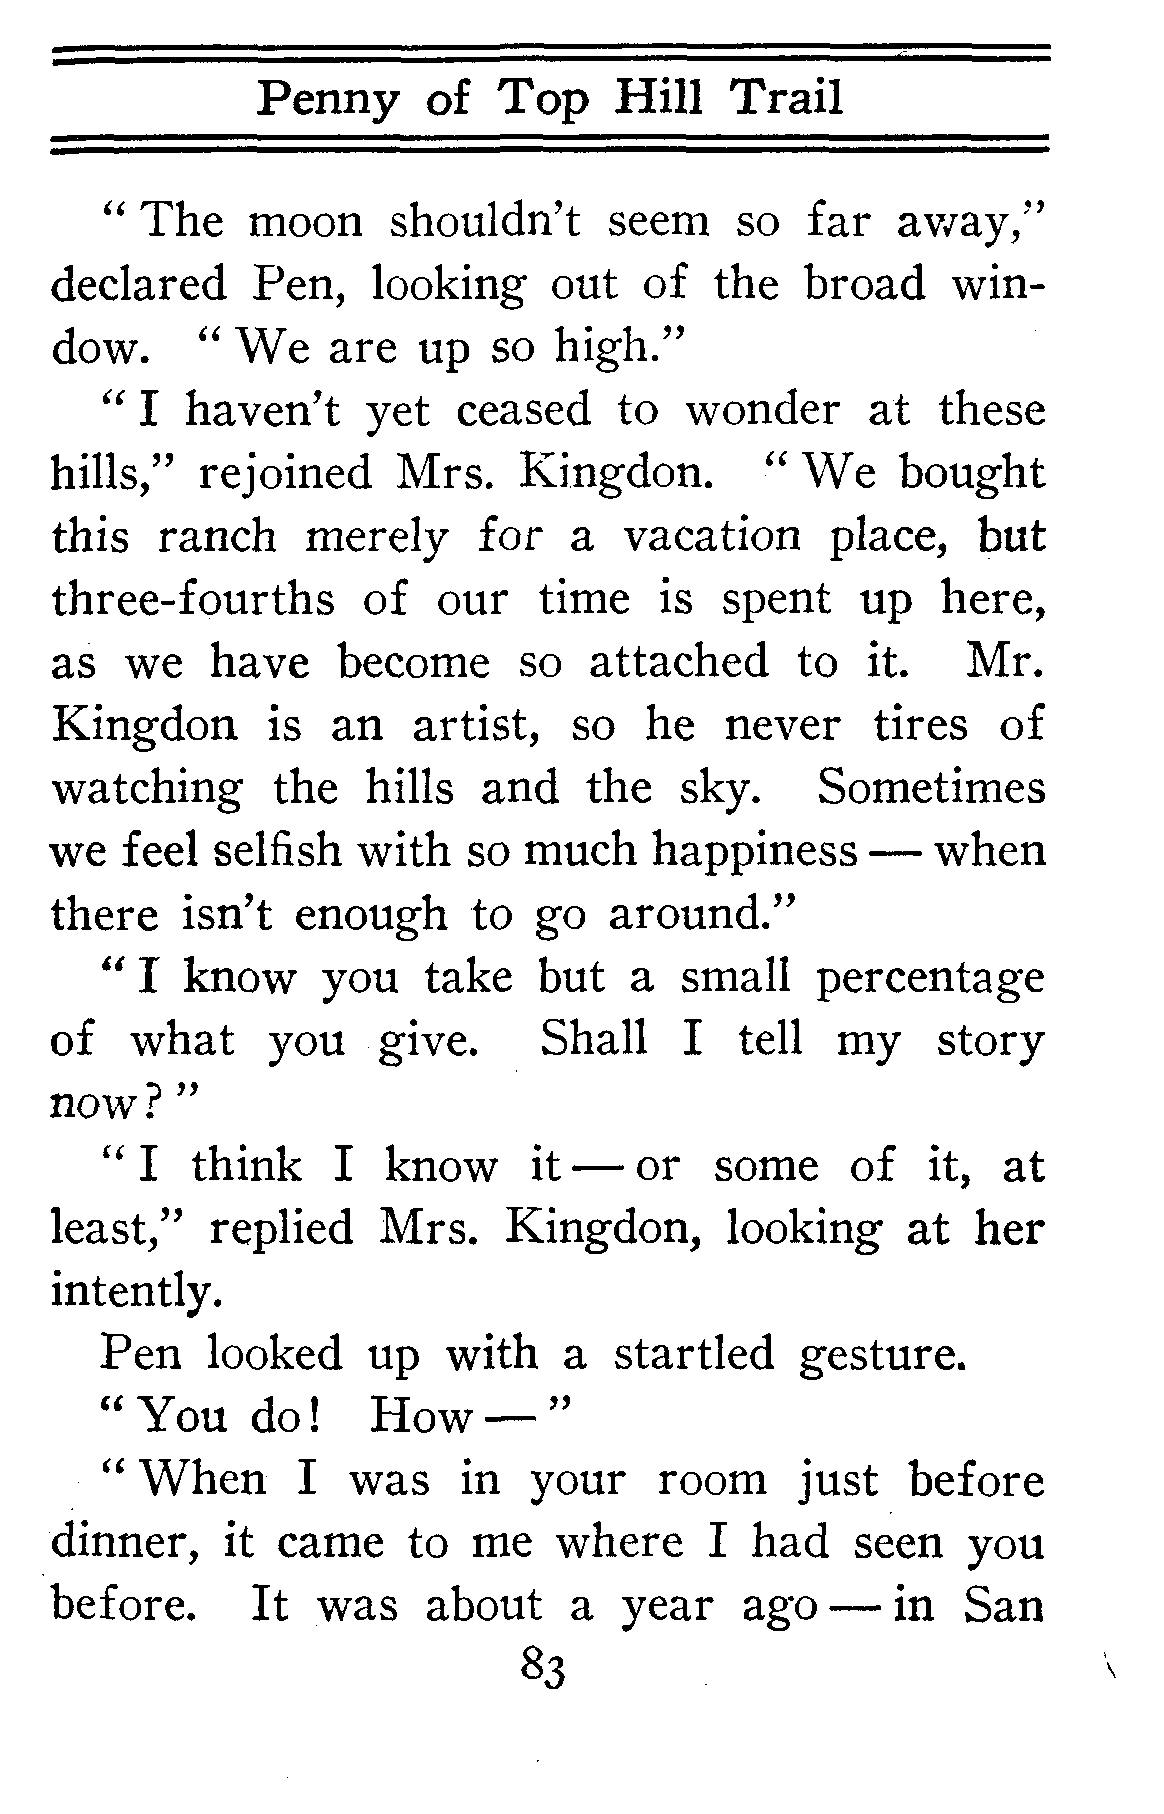 Penny of Top Hill Trail
“ The moon shouldn’t seem so far away,”
declared Pen, looking out of the broad win-
dow. “ We are up so high.”
“ I haven’t yet ceased to wonder at these
hills,” rejoined Mrs. Kingdon. “ We bought
this ranch merely for a vacation place, but
three-fourths of our time is spent up here,
as we have become so attached to it. Mr.
Kingdon is an artist, so he never tires of
watching the hills and the sky. Sometimes
we feel selfish with so much happiness — when
there isn’t enough to go around.”
“ I know you take but a small percentage
of what you give. Shall I tell my story
now? ”
“ I think I know it — or some of it, at
least,” replied Mrs. Kingdon, looking at her
intently.
Pen looked up with a startled gesture.
“ You do! How — ”
“ When I was in your room just before
dinner, it came to me where I had seen you
before. It was about a year ago — in San
83